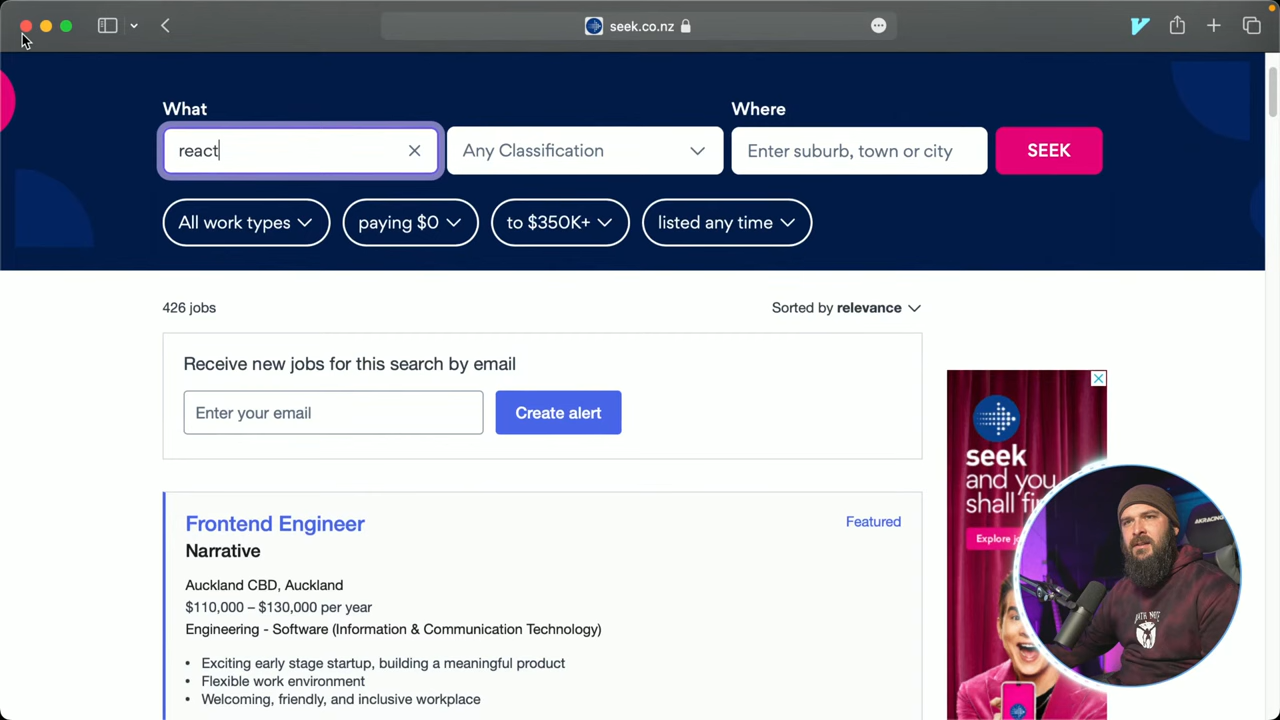 seek.co.nz
What
Where
react
Any Classification
Enter suburb, town or city
SEEK
All work types
paying $0
to $350K+
listed any time
426 jobs
Sorted by relevance
Receive new jobs for this search by email
Enter your email
Create alert
Frontend Engineer
Featured
Narrative
Auckland CBD, Auckland
$110,000 – $130,000 per year
Engineering - Software (Information & Communication Technology)
• Exciting early stage startup, building a meaningful product
• Flexible work environment
• Welcoming, friendly, and inclusive workplace
seek
and you
shall
Explore
AKRACING